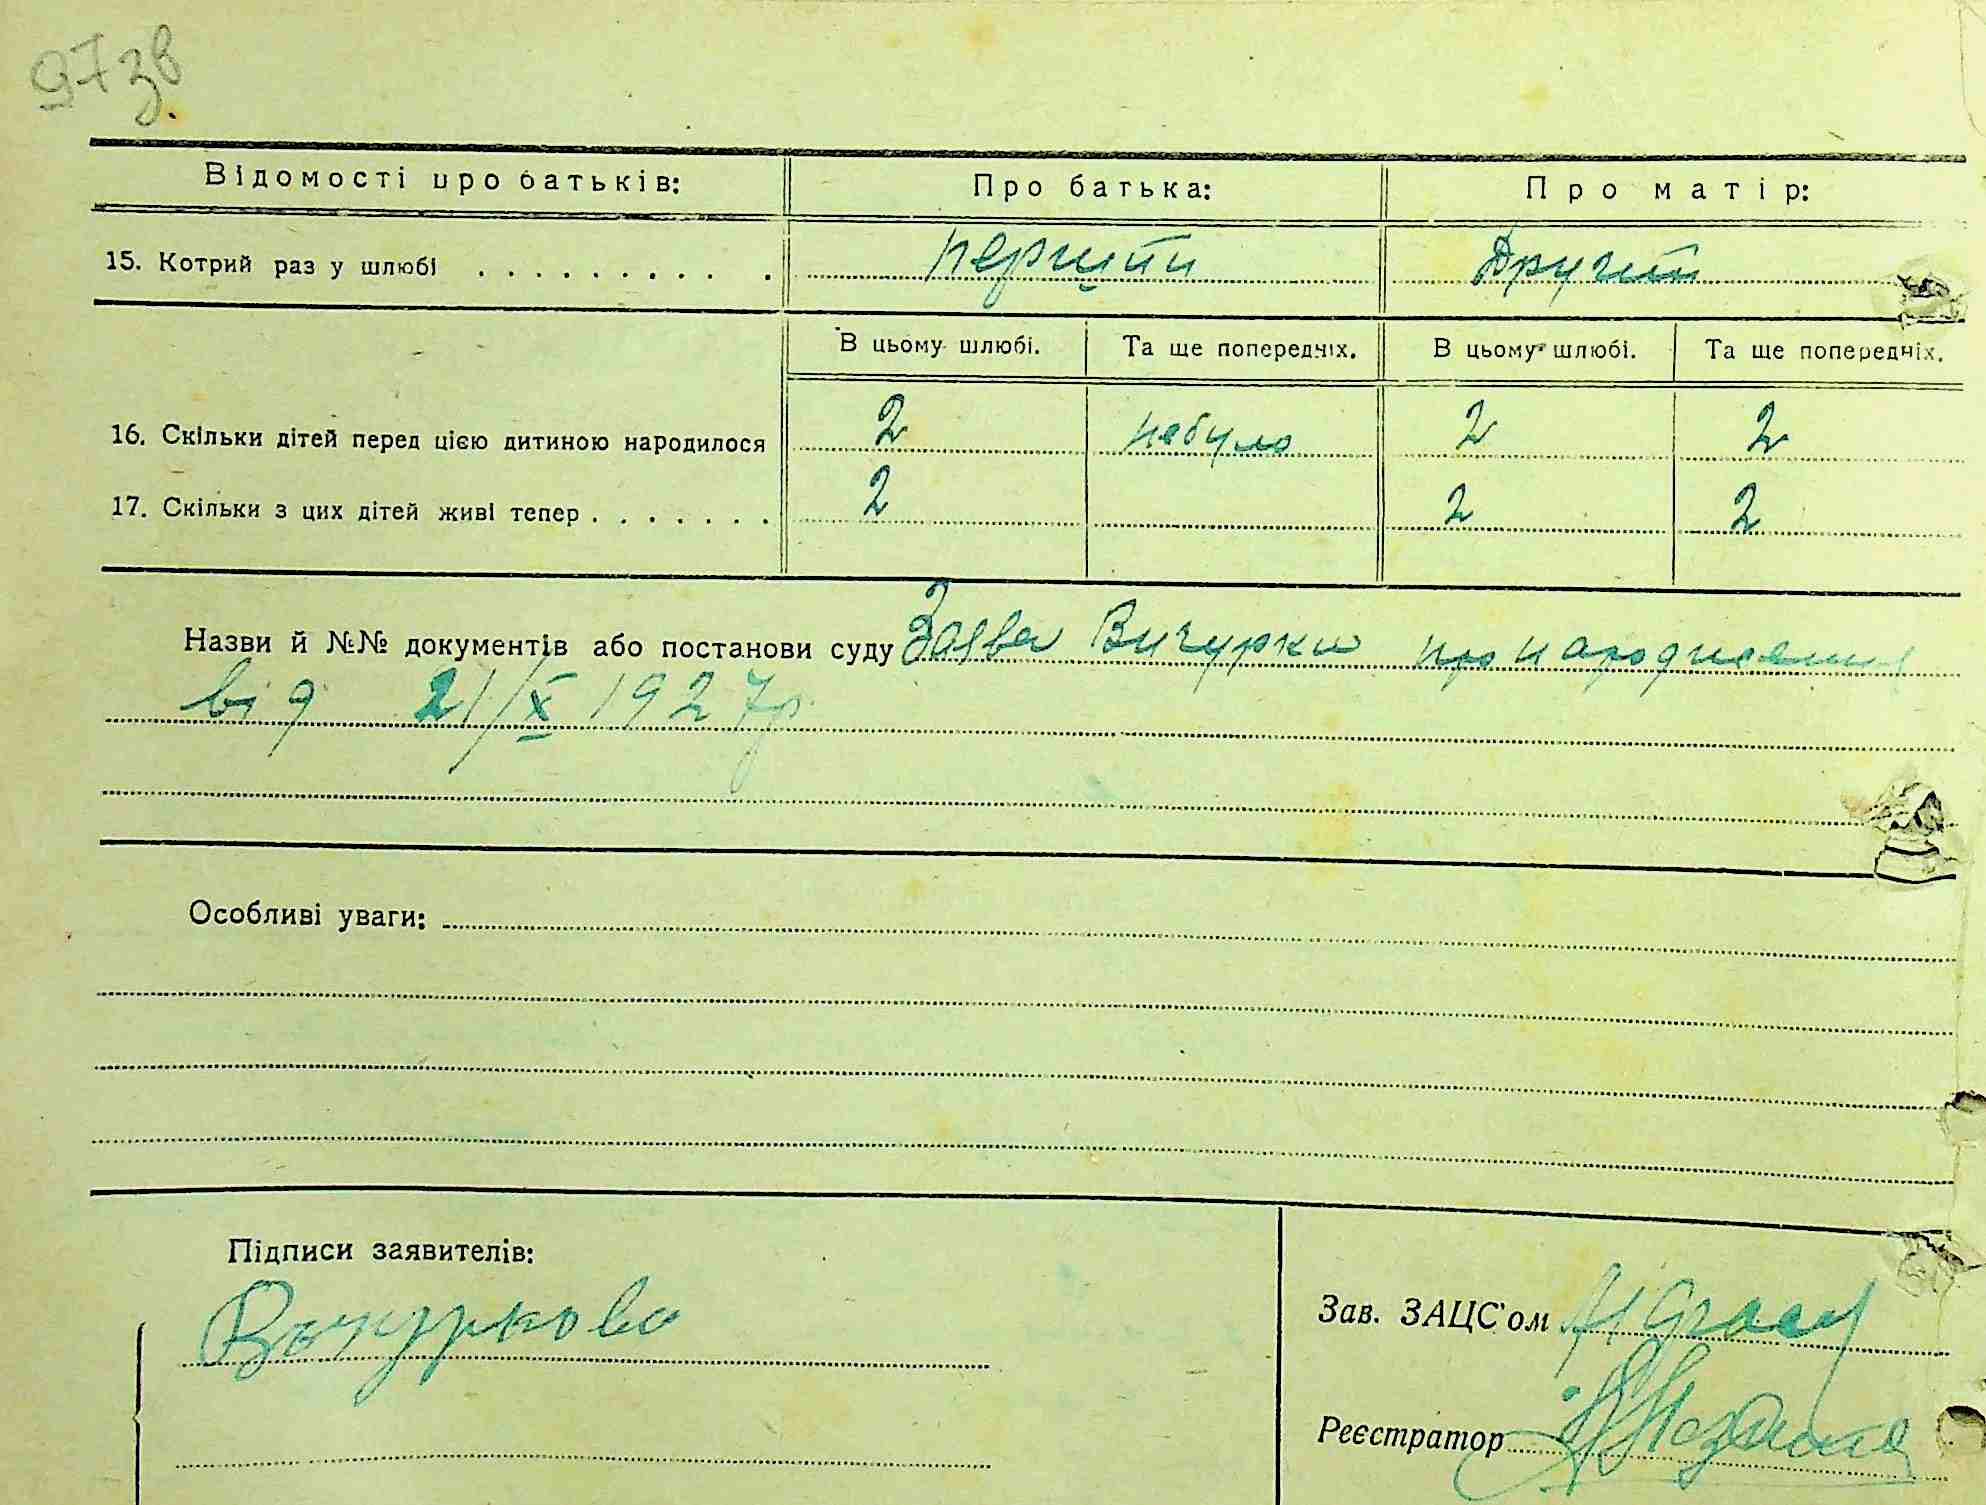 97 зв.
Відомості про батьків: Про батька: Про матір:
15. Котрий раз у шлюбі . . . . . . . . . . перший Другий
В цьому шлюбі. Та ще попередніх. В цьому шлюбі. Та ще попередніх.
16. Скільки дітей перед цією дитиною народилося 2 небуло 2 2
17. Скільки з цих дітей живі тепер . . . . . . . 2 2 2
Назви й №№ документів або постанови суду Заява Вичурки про народження
від 21/X 1927р
Особливі уваги:
Підписи заявителів:
Зав. ЗАЦС'ом
Реєстратор